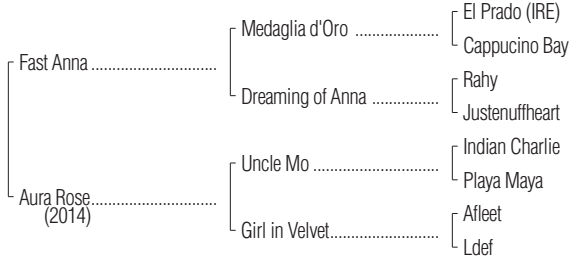 El Prado (IRE)
Medaglia d'Oro ..................
Cappucino Bay
Fast Anna ...........................
Rahy
Dreaming of Anna ..............
Justenuffheart
Indian Charlie
Uncle Mo ...........................
Playa Maya
Aura Rose...........................
(2014)
Afleet
Girl in Velvet.......................
Ldef